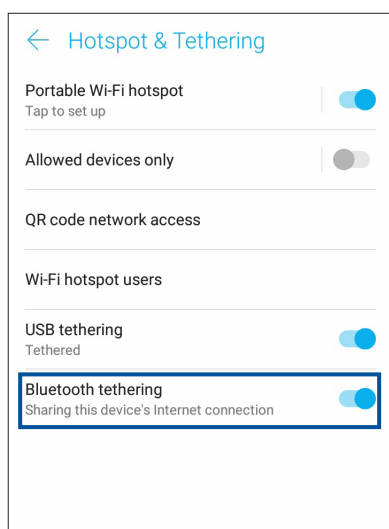 Hotspot & Tethering
Portable Wi-Fi hotspot
Tap to set up
Allowed devices only
QR code network access
Wi-Fi hotspot users
USB tethering
Tethered
Bluetooth tethering
Sharing this device's Internet connection